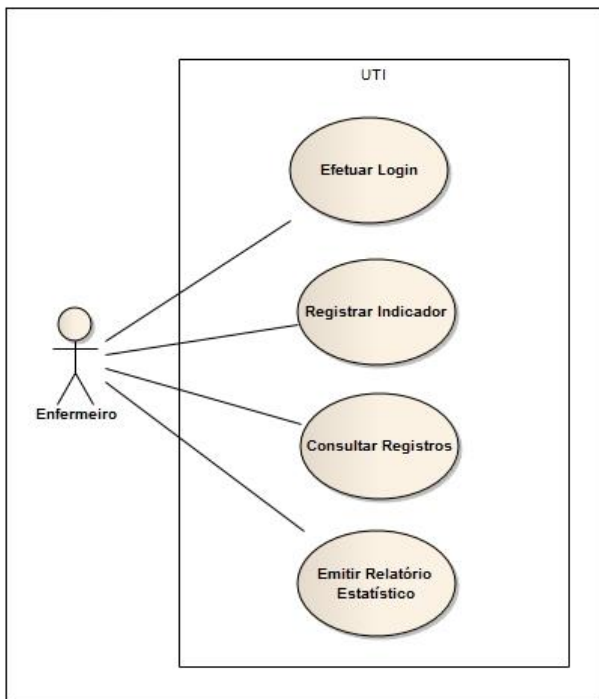 UTI
Efetuar Login
Registrar Indicador
Enfermeiro
Consultar Registros
Emitir Relatório
Estatístico